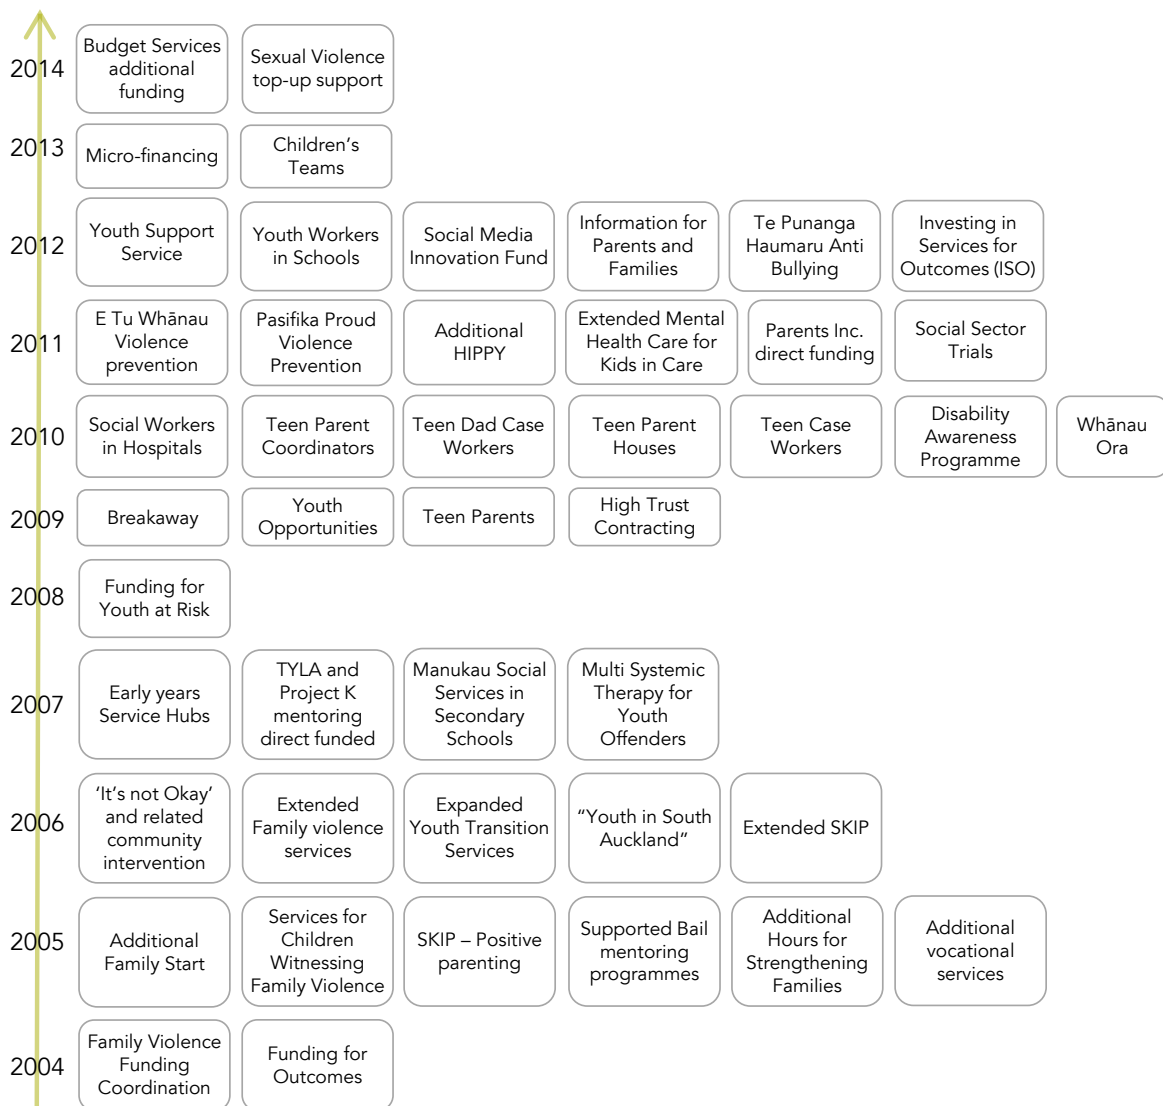 2014
Budget Services
additional
funding
Sexual Violence
top-up support
2013
Micro-financing
Children's
Teams
2012
Youth Support
Service
Youth Workers
in Schools
Social Media
Innovation Fund
Information for
Parents and
Families
Te Punanga
Haumaru Anti
Bullying
Investing in
Services for
Outcomes (ISO)
2011
E Tu Whānau
Violence
prevention
Pasifika Proud
Violence
Prevention
Additional
HIPPY
Extended Mental
Health Care for
Kids in Care
Parents Inc.
direct funding
Social Sector
Trials
2010
Social Workers
in Hospitals
Teen Parent
Coordinators
Teen Dad Case
Workers
Teen Parent
Houses
Teen Case
Workers
Disability
Awareness
Programme
Whānau
Ora
2009
Breakaway
Youth
Opportunities
Teen Parents
High Trust
Contracting
2008
Funding for
Youth at Risk
2007
Early years
Service Hubs
TYLA and
Project K
mentoring
direct funded
Manukau Social
Services in
Secondary
Schools
Multi Systemic
Therapy for
Youth
Offenders
2006
‘It's not Okay’
and related
community
intervention
Extended
Family violence
services
Expanded
Youth Transition
Services
“Youth in South
Auckland”
Extended SKIP
2005
Additional
Family Start
Services for
Children
Witnessing
Family Violence
SKIP – Positive
parenting
Supported Bail
mentoring
programmes
Additional
Hours for
Strengthening
Families
Additional
vocational
services
2004
Family Violence
Funding
Coordination
Funding for
Outcomes